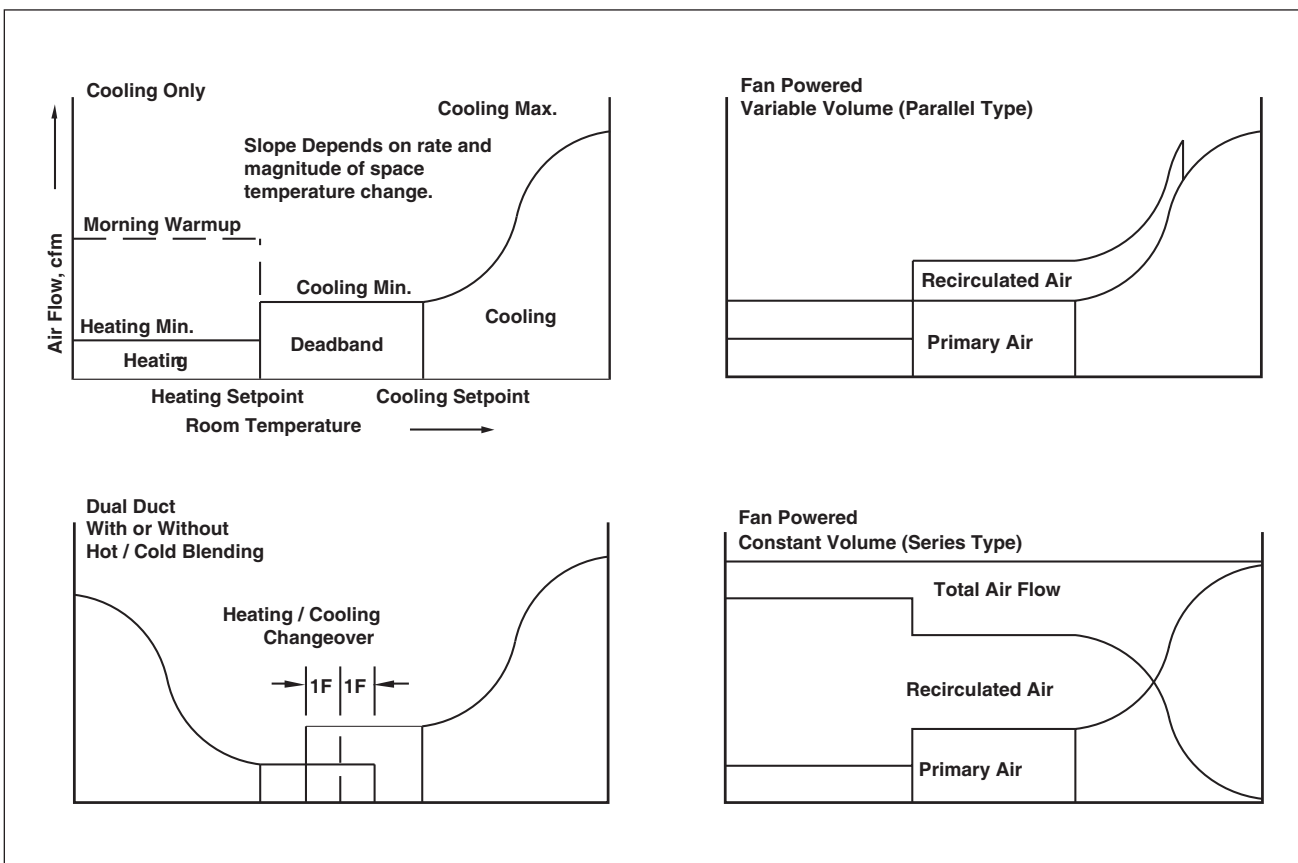 Cooling Only
Cooling Max.
Slope Depends on rate and
magnitude of space
temperature change.
Morning Warmup
Air Flow, cfm
Cooling Min.
Heating Min.
Cooling
Heating
Deadband
Heating Setpoint
Cooling Setpoint
Room Temperature
Fan Powered
Variable Volume (Parallel Type)
Recirculated Air
Primary Air
Dual Duct
With or Without
Hot / Cold Blending
Heating / Cooling
Changeover
1F 1F
Fan Powered
Constant Volume (Series Type)
Total Air Flow
Recirculated Air
Primary Air